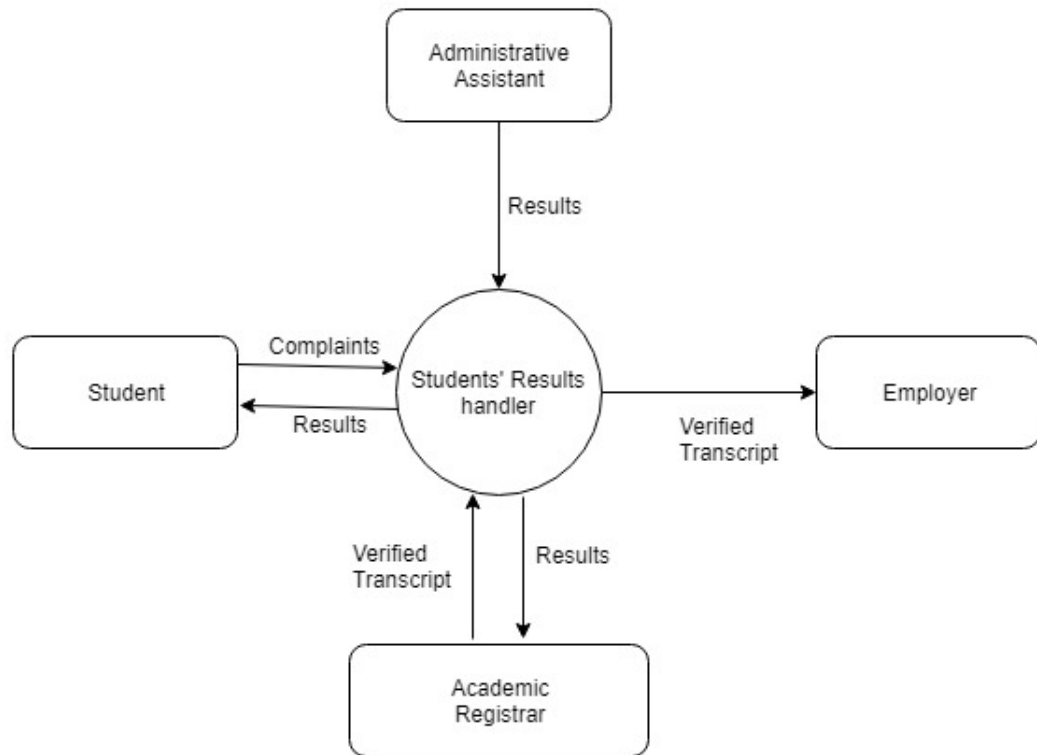 Administrative
Assistant
Results
Complaints
Student
Results
Students' Results
handler
Employer
Verified
Transcript
Verified
Transcript
Results
Academic
Registrar